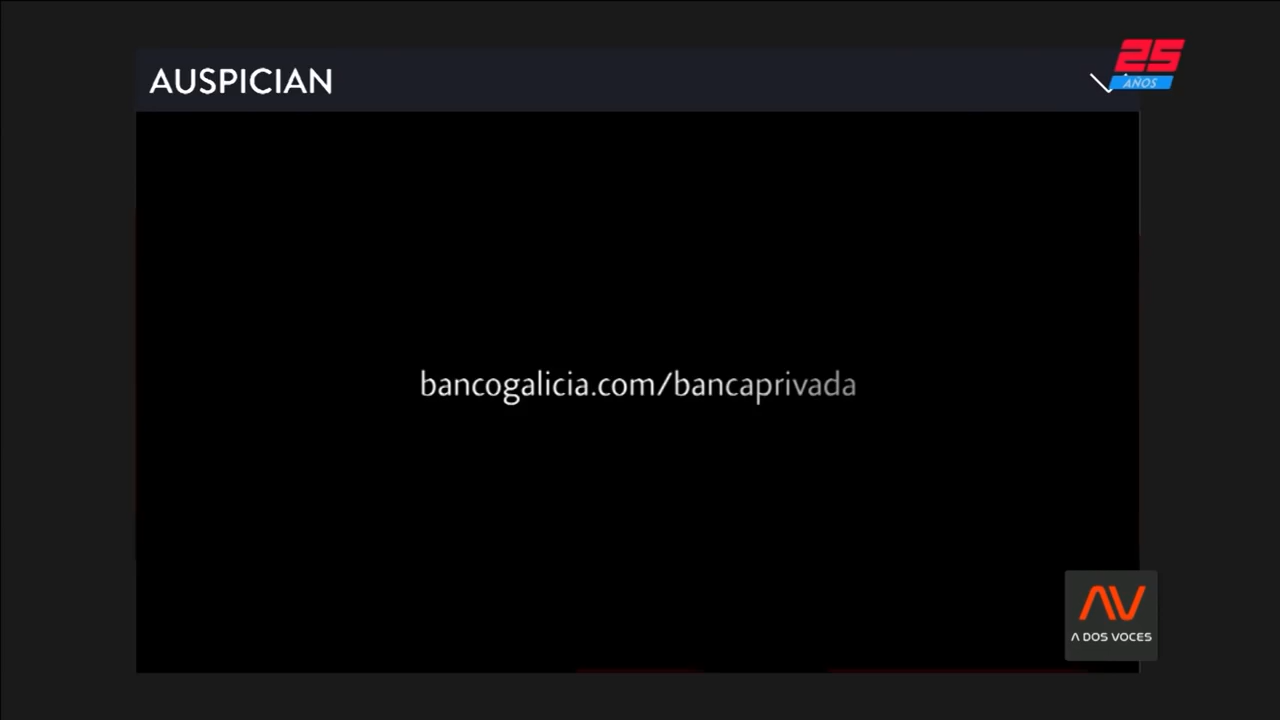 AUSPICIAN
25
AÑOS
bancogalicia.com/bancaprivada
AV
A DOS VOCES